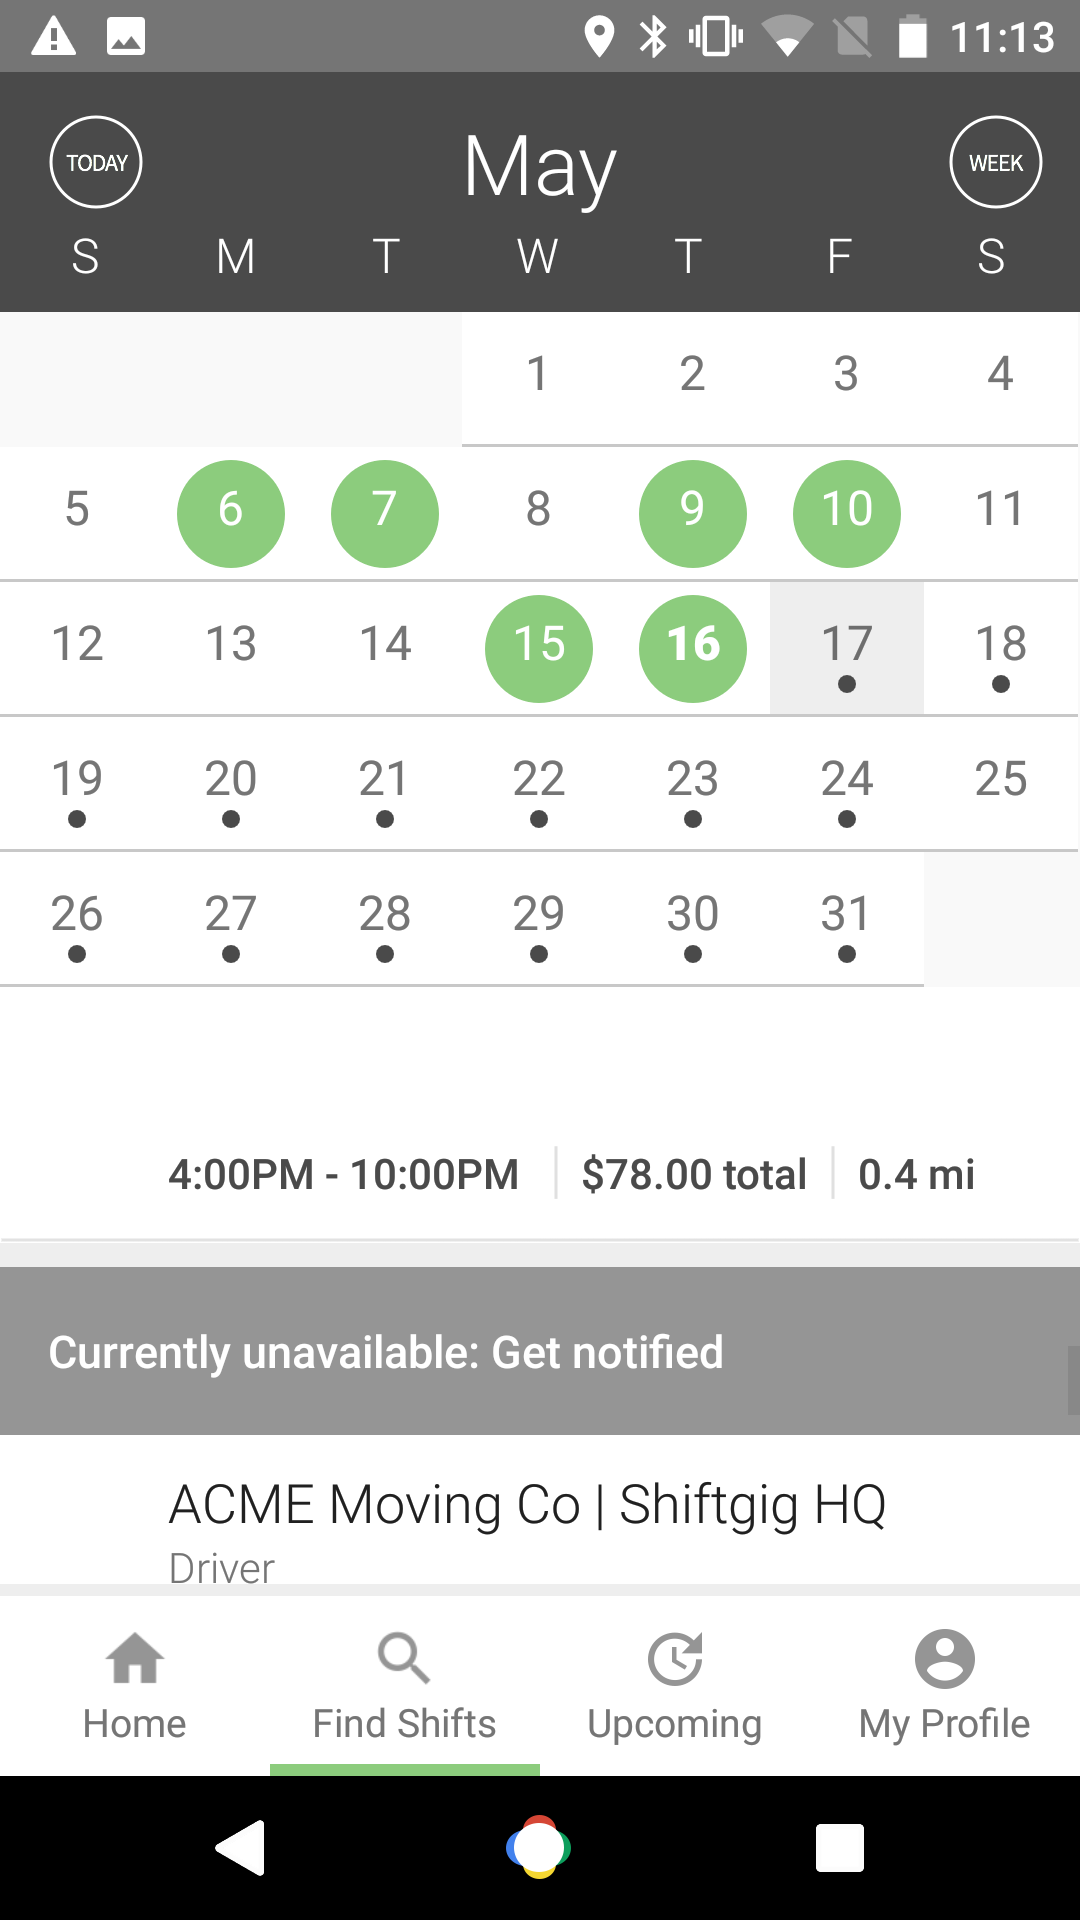 11:13
TODAY May WEEK
S M T W T F S
1 2 3 4
5 6 7 8 9 10 11
12 13 14 15 16 17 18
19 20 21 22 23 24 25
26 27 28 29 30 31
4:00PM - 10:00PM $78.00 total 0.4 mi
Currently unavailable: Get notified
ACME Moving Co | Shiftgig HQ
Driver
Home Find Shifts Upcoming My Profile